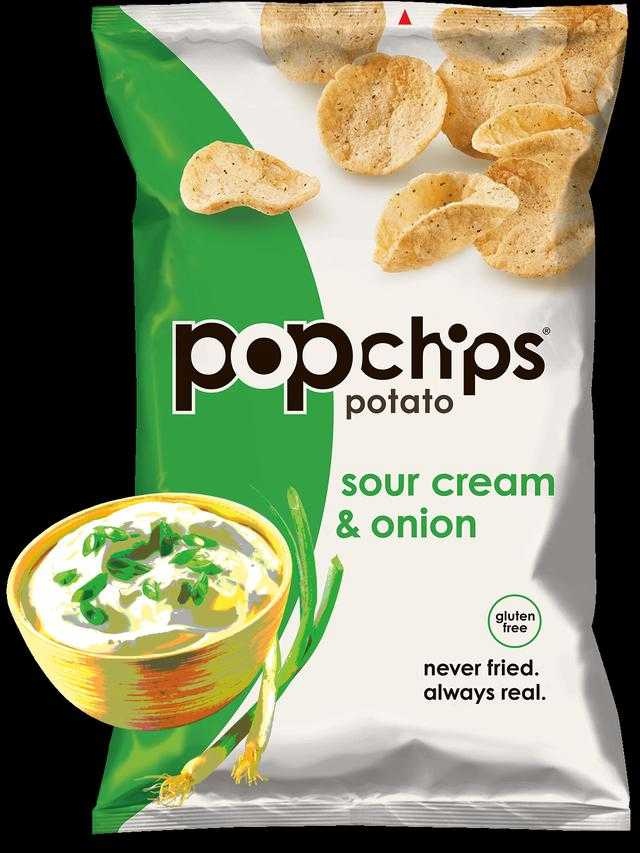 popchips®
potato
sour cream
& onion
gluten
free
never fried.
always real.